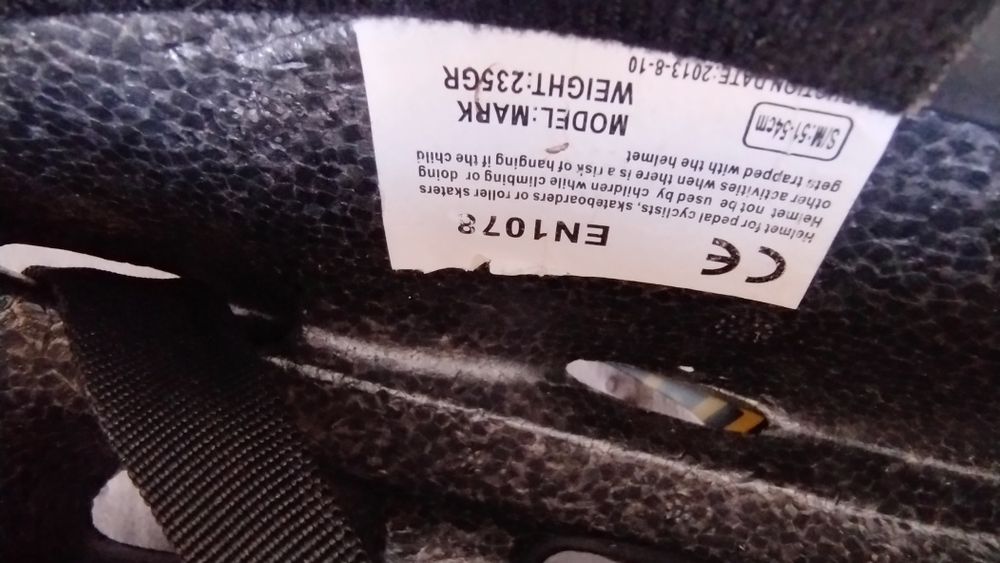 CE EN1078
Helmet for pedal cyclists, skateboarders or roller skaters
Helmet not be used by children while climbing or doing
other activities when there is a risk of hanging if the child
gets trapped with the helmet
MODEL:MARK
S/M:51-54cm
WEIGHT:235GR
DATE:2013-8-10